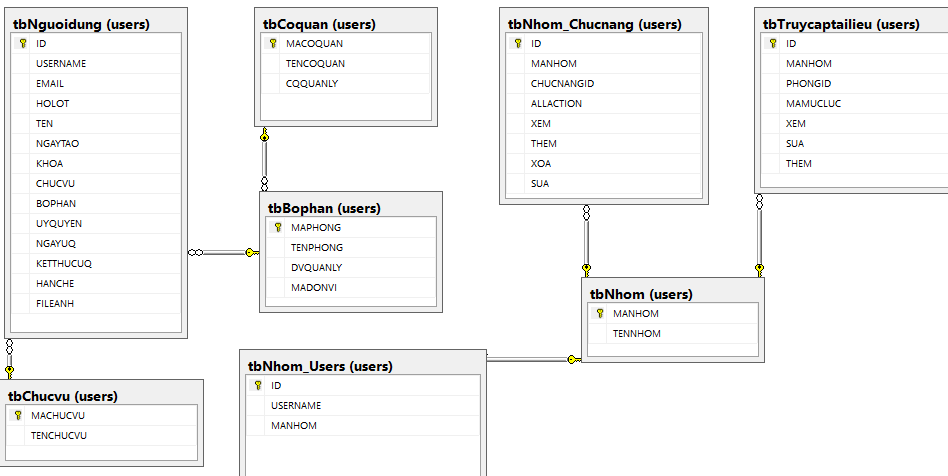 tbNguoidung (users)
ID
USERNAME
EMAIL
HOLOT
TEN
NGAYTAO
KHOA
CHUCVU
BOPHAN
UYQUYEN
NGAYUQ
KETTHUCUQ
HANCHE
FILEANH
tbCoquan (users)
MACOQUAN
TENCOQUAN
CQQUANLY
tbNhom_Chucnang (users)
ID
MANHOM
CHUCNANGID
ALLACTION
XEM
THEM
XOA
SUA
tbTruycaptailieu (users)
ID
MANHOM
PHONGID
MAMUCLUC
XEM
SUA
THEM
tbBophan (users)
MAPHONG
TENPHONG
DVQUANLY
MADONVI
tbNhom (users)
MANHOM
TENNHOM
tbChucvu (users)
MACHUCVU
TENCHUCVU
tbNhom_Users (users)
ID
USERNAME
MANHOM